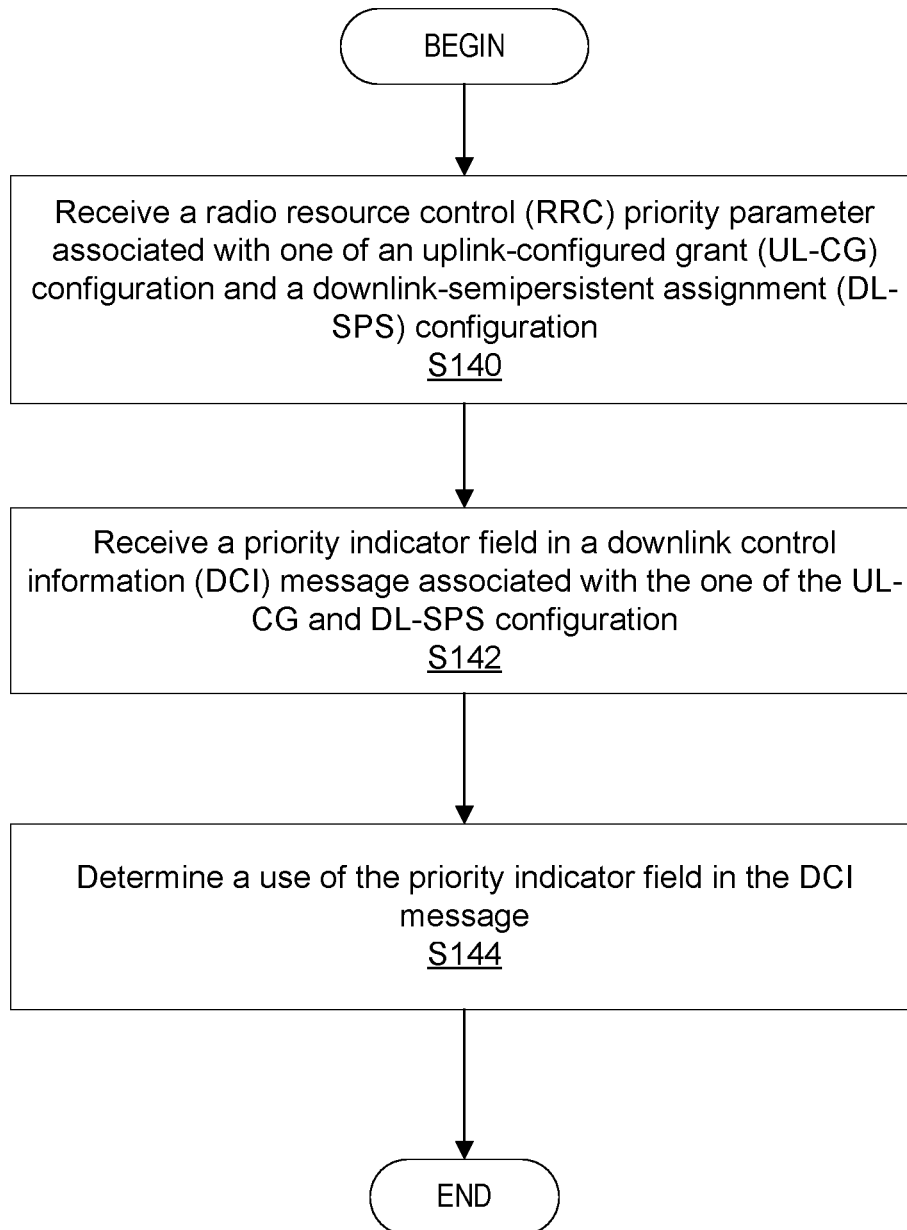 BEGIN
Receive a radio resource control (RRC) priority parameter
associated with one of an uplink-configured grant (UL-CG)
configuration and a downlink-semipersistent assignment (DL-
SPS) configuration
S140
Receive a priority indicator field in a downlink control
information (DCI) message associated with the one of the UL-
CG and DL-SPS configuration
S142
Determine a use of the priority indicator field in the DCI
message
S144
END